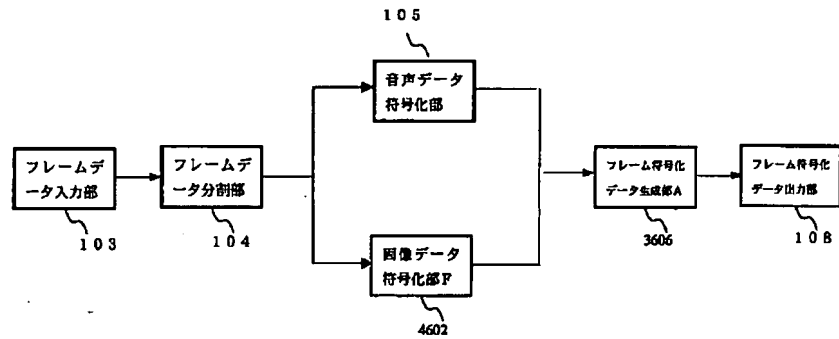 105
音声データ
符号化部
フレームデ
ータ入力部
103
フレームデ
ータ分割部
104
画像データ
符号化部F
4602
フレーム符号化
データ生成部A
3606
フレーム符号化
データ出力部
108